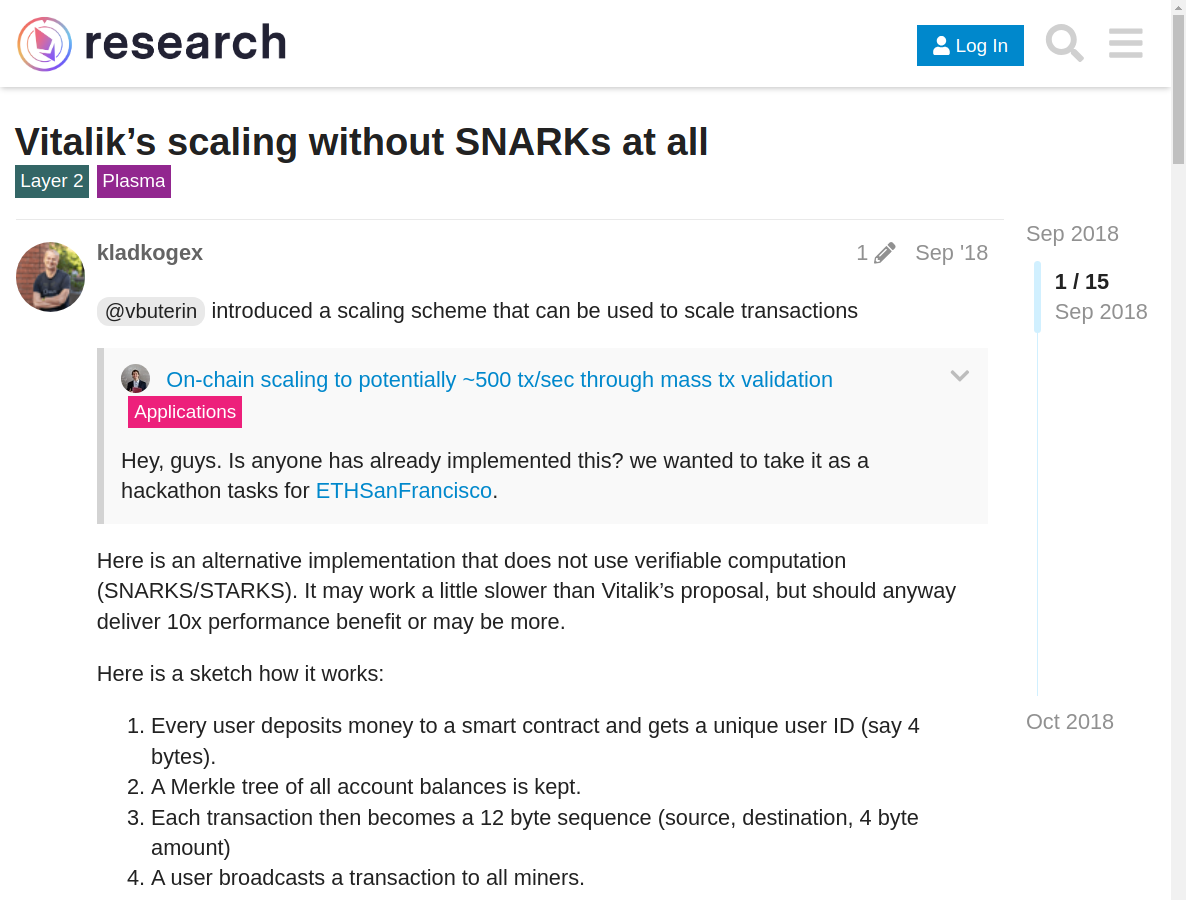 research
Log In
Vitalik’s scaling without SNARKs at all
Layer 2 Plasma
Sep 2018
kladkogex 1 Sep '18
1 / 15
Sep 2018
@vbuterin introduced a scaling scheme that can be used to scale transactions
On-chain scaling to potentially ~500 tx/sec through mass tx validation
Applications
Hey, guys. Is anyone has already implemented this? we wanted to take it as a
hackathon tasks for ETHSanFrancisco.
Here is an alternative implementation that does not use verifiable computation
(SNARKS/STARKS). It may work a little slower than Vitalik’s proposal, but should anyway
deliver 10x performance benefit or may be more.
Here is a sketch how it works:
1. Every user deposits money to a smart contract and gets a unique user ID (say 4
bytes).
2. A Merkle tree of all account balances is kept.
3. Each transaction then becomes a 12 byte sequence (source, destination, 4 byte
amount)
4. A user broadcasts a transaction to all miners.
Oct 2018